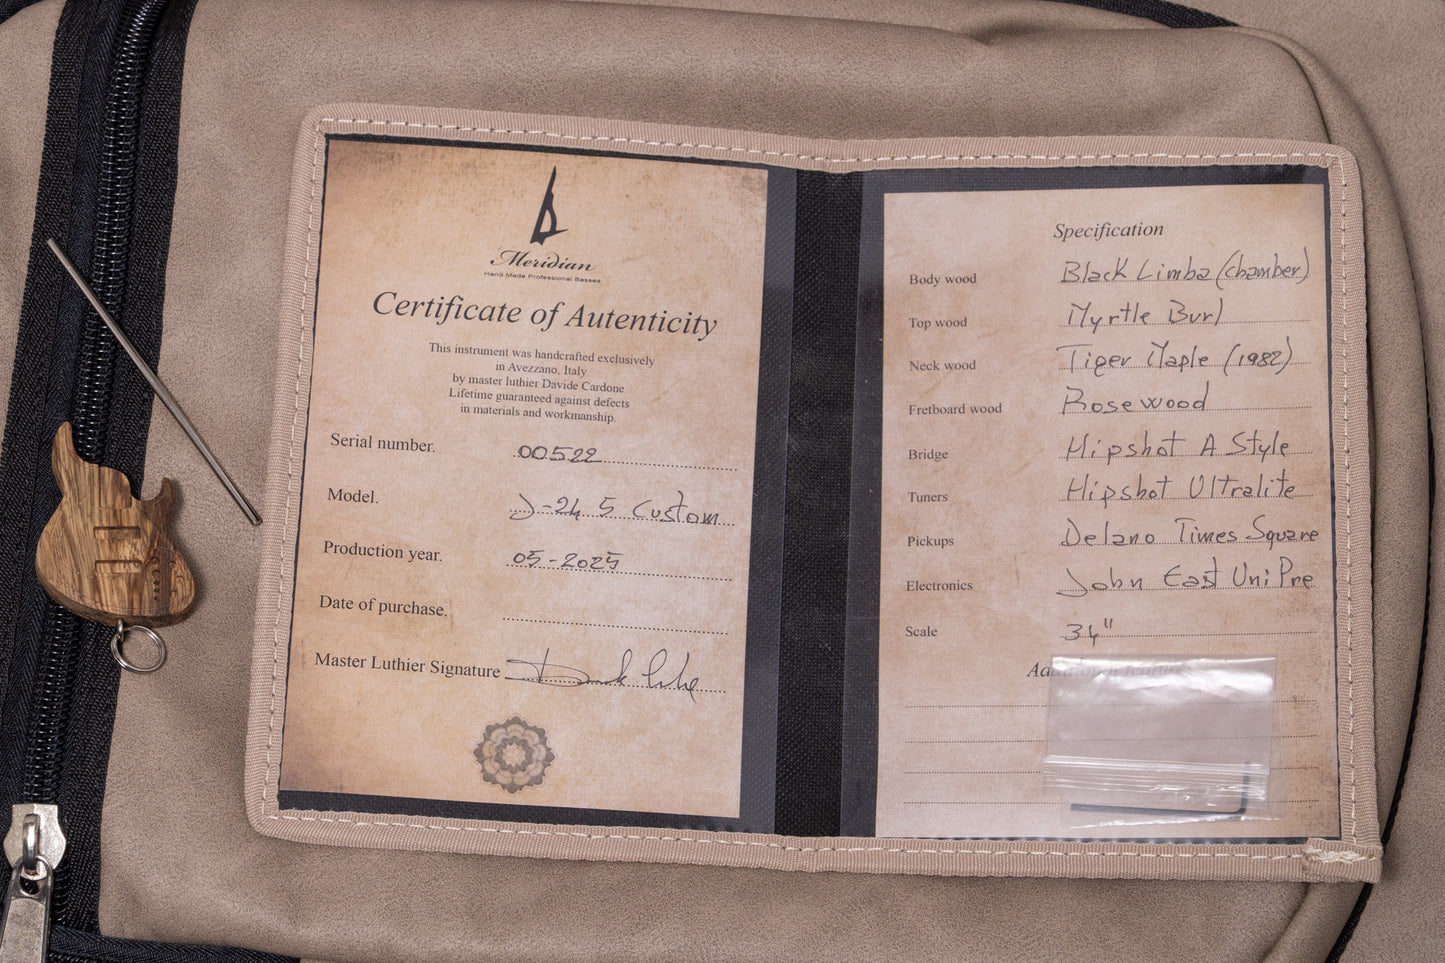 Meridian
Hand Made Professional Basses
Certificate of Autenticity
This instrument was handcrafted exclusively
in Avezzano, Italy
by master luthier Davide Cardone.
Lifetime guaranteed against defects
in materials and workmanship.
Serial number. 00522
Model. J-24 5 Custom
Production year. 05-2025
Date of purchase.
Master Luthier Signature
Specification
Body wood Black Limba (chamber)
Top wood Myrtle Burl
Neck wood Tiger Maple (1982)
Fretboard wood Rosewood
Bridge Hipshot A Style
Tuners Hipshot Ultralite
Pickups Delano Times Square
Electronics John East Uni Pre
Scale 34"
Additional features